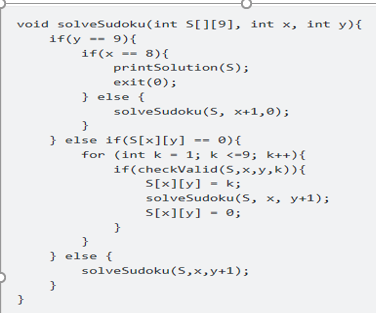 void solveSudoku(int S[][9], int x, int y){
    if(y == 9){
        if(x == 8){
            printSolution(S);
            exit(0);
        } else {
            solveSudoku(S, x+1,0);
        }
    } else if(S[x][y] == 0){
        for (int k = 1; k <=9; k++){
            if(checkValid(S,x,y,k)){
                S[x][y] = k;
                solveSudoku(S, x, y+1);
                S[x][y] = 0;
            }
        }
    } else {
        solveSudoku(S,x,y+1);
    }
}